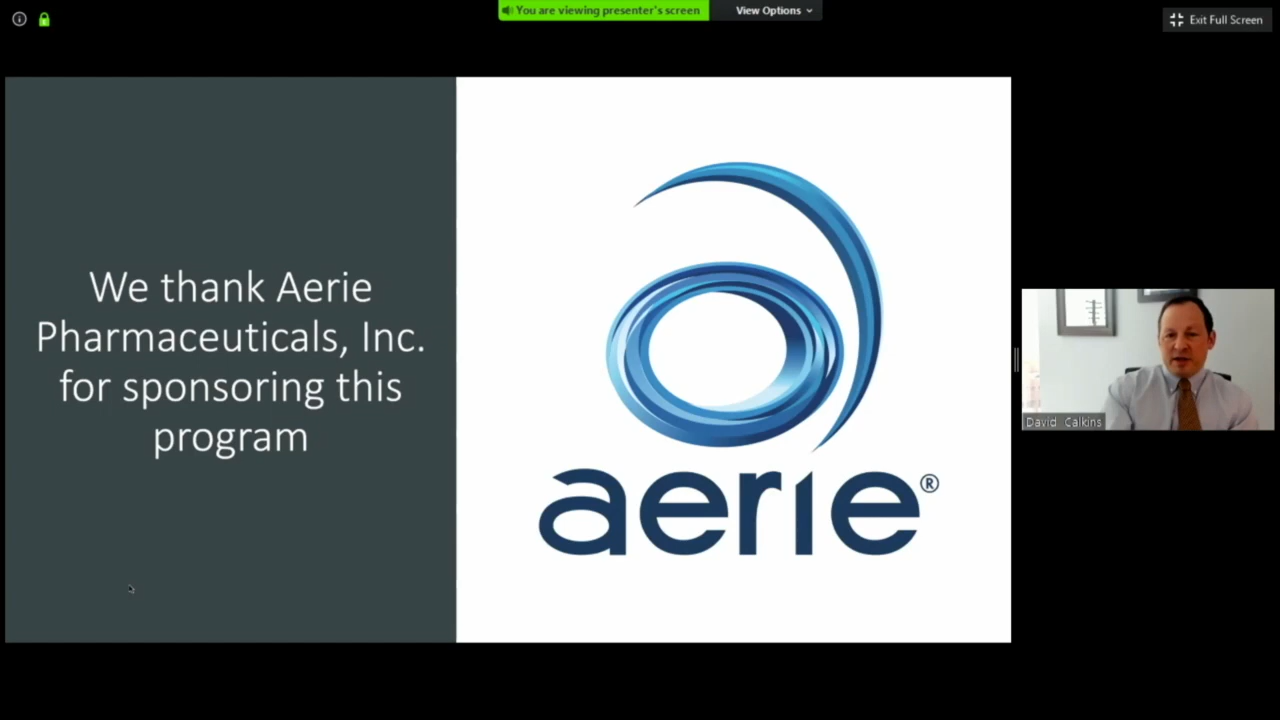 You are viewing presenter's screen
View Options
Exit Full Screen
We thank Aerie
Pharmaceuticals, Inc.
for sponsoring this
program
aerie®
David Calkins